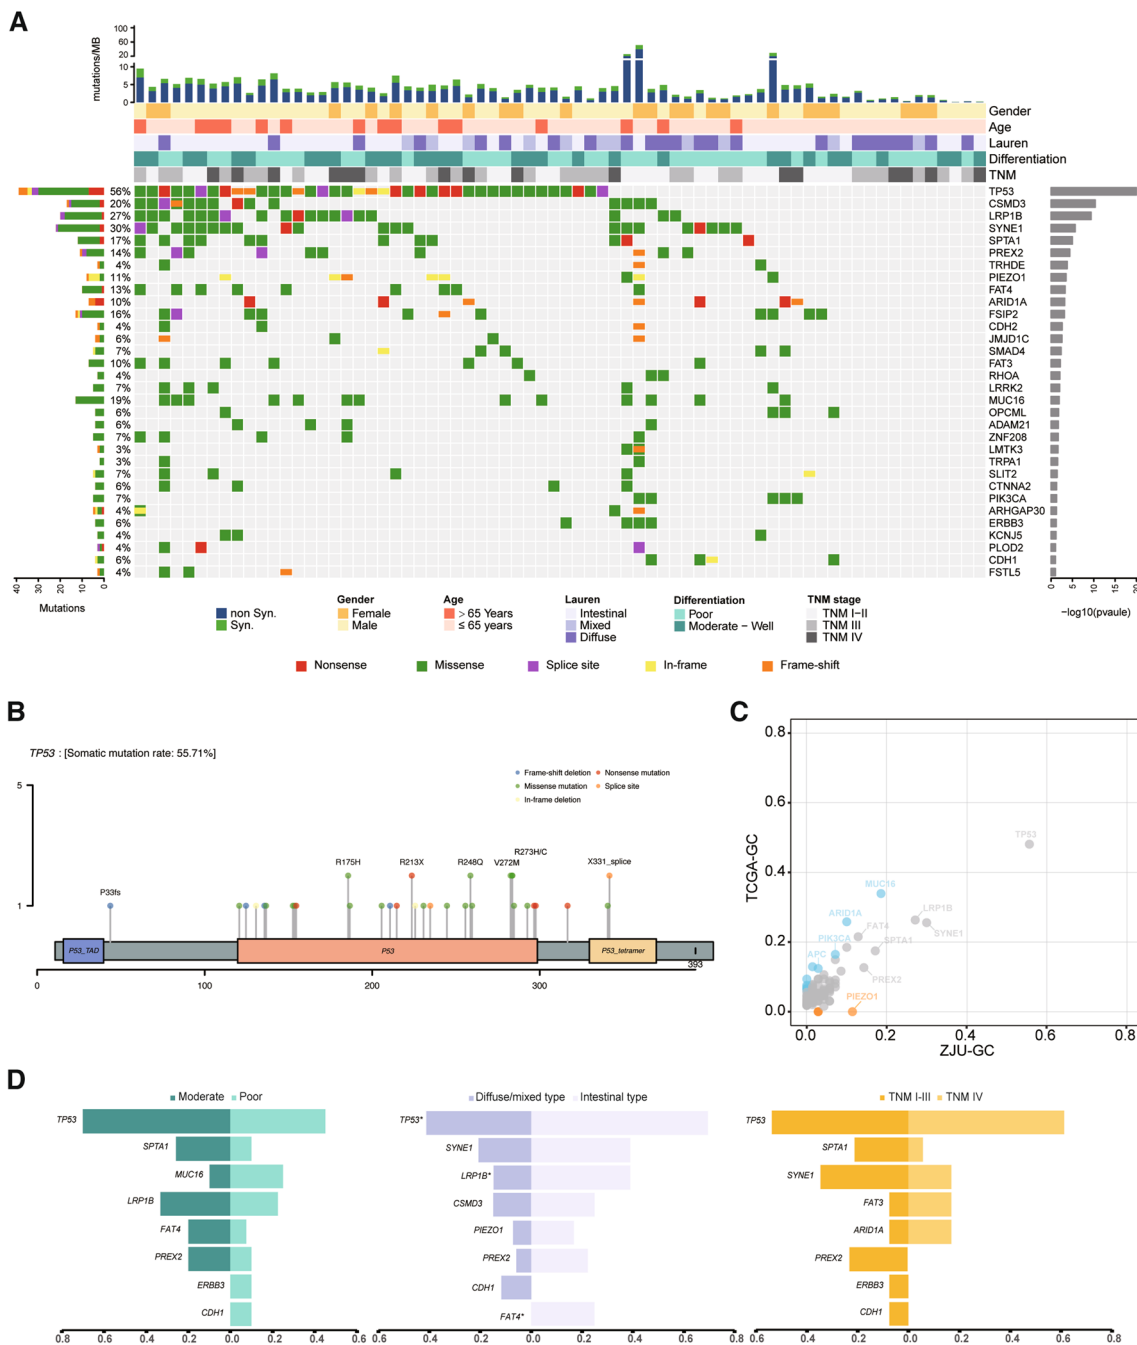 A
mutations/MB
100
60
20
10
5
0
Gender
Age
Lauren
Differentiation
TNM
56% TP53
20% CSMD3
27% LRP1B
30% SYNE1
17% SPTA1
14% PREX2
4% TRHDE
11% PIEZO1
13% FAT4
10% ARID1A
16% FSIP2
4% CDH2
6% JMJD1C
7% SMAD4
10% FAT3
4% RHOA
7% LRRK2
19% MUC16
6% OPCML
6% ADAM21
7% ZNF208
3% LMTK3
3% TRPA1
7% SLIT2
6% CTNNA2
7% PIK3CA
4% ARHGAP30
6% ERBB3
4% KCNJ5
4% PLOD2
6% CDH1
4% FSTL5
40 30 20 10 0
Mutations
0 5 10 15 20
−log10(pvaule)
non Syn.
Syn.
Gender
Female
Male
Age
> 65 Years
≤ 65 years
Lauren
Intestinal
Mixed
Diffuse
Differentiation
Poor
Moderate − Well
TNM stage
TNM I−II
TNM III
TNM IV
Nonsense Missense Splice site In-frame Frame-shift
B
TP53 : [Somatic mutation rate: 55.71%]
Frame-shift deletion
Nonsense mutation
Missense mutation
Splice site
In-frame deletion
5
1
P33fs
R175H
R213X
R248Q
V272M
R273H/C
X331_splice
P53_TAD
P53
P53_tetramer
393
0 100 200 300
C
TCGA-GC
0.8
0.6
0.4
0.2
0.0
TP53
MUC16
ARID1A
LRP1B
FAT4
SYNE1
PIK3CA
SPTA1
APC
PREX2
PIEZO1
0.0 0.2 0.4 0.6 0.8
ZJU-GC
D
Moderate Poor
TP53
SPTA1
MUC16
LRP1B
FAT4
PREX2
ERBB3
CDH1
0.8 0.6 0.4 0.2 0.0 0.2 0.4 0.6
Diffuse/mixed type Intestinal type
TP53*
SYNE1
LRP1B*
CSMD3
PIEZO1
PREX2
CDH1
FAT4*
0.6 0.4 0.2 0.0 0.2 0.4 0.6 0.8
TNM I-III TNM IV
TP53
SPTA1
SYNE1
FAT3
ARID1A
PREX2
ERBB3
CDH1
0.6 0.4 0.2 0.0 0.2 0.4 0.6 0.8